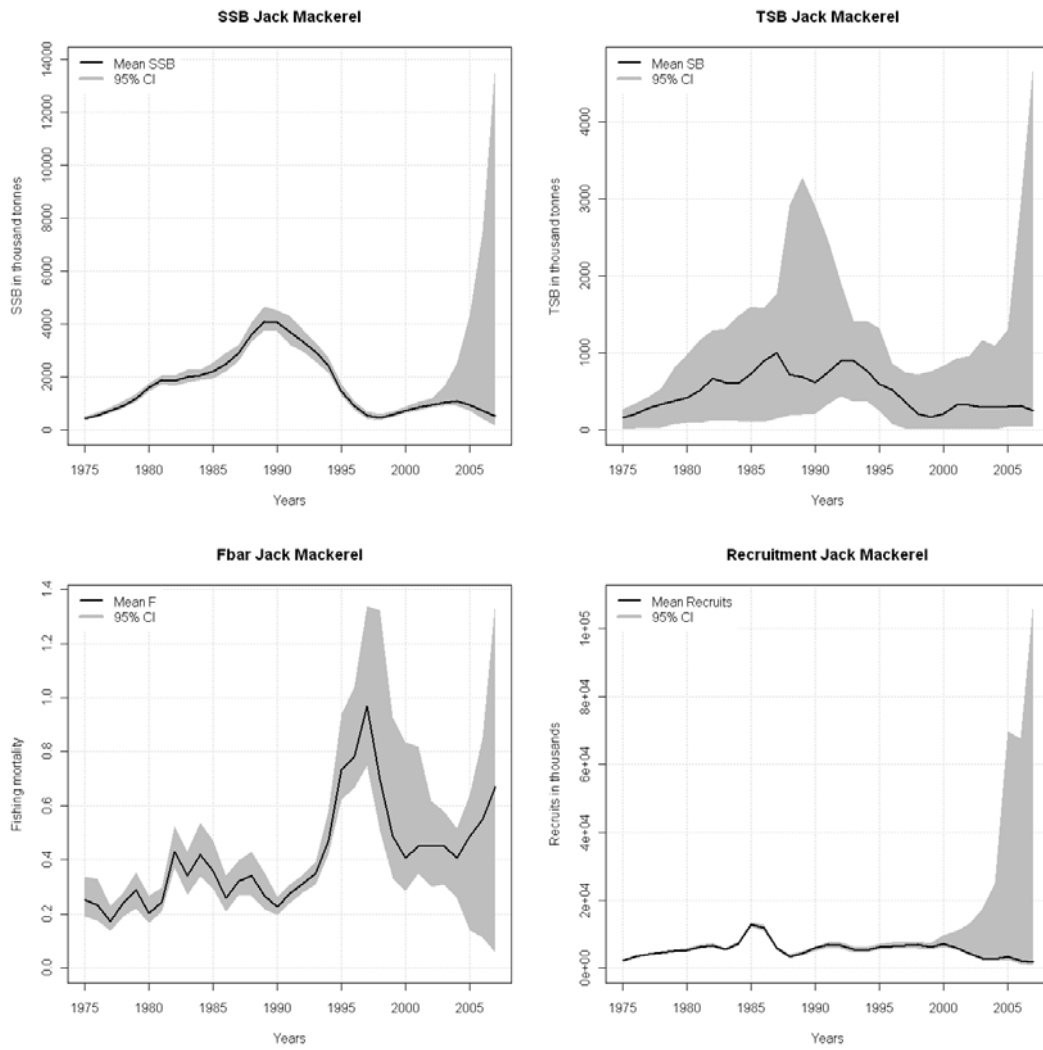 SSB Jack Mackerel
Mean SSB
95% CI
SSB in thousand tonnes
14000
12000
10000
8000
6000
4000
2000
0
1975 1980 1985 1990 1995 2000 2005
Years
TSB Jack Mackerel
Mean SB
95% CI
TSB in thousand tonnes
4000
3000
2000
1000
0
1975 1980 1985 1990 1995 2000 2005
Years
Fbar Jack Mackerel
Mean F
95% CI
Fishing mortality
1.4
1.2
1.0
0.8
0.6
0.4
0.2
0.0
1975 1980 1985 1990 1995 2000 2005
Years
Recruitment Jack Mackerel
Mean Recruits
95% CI
Recruits in thousands
1e+05
8e+04
6e+04
4e+04
2e+04
0e+00
1975 1980 1985 1990 1995 2000 2005
Years